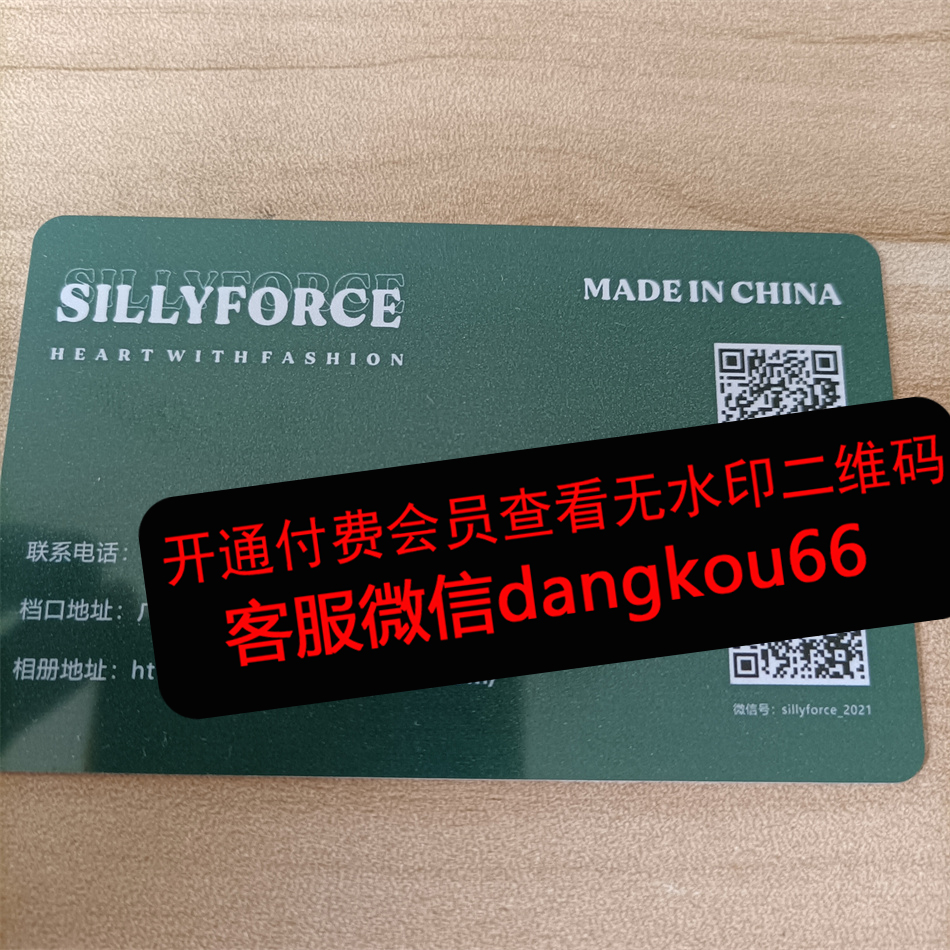 SILLYFORCE
HEART WITH FASHION
MADE IN CHINA
联系电话：
档口地址：广
相册地址：ht
开通付费会员查看无水印二维码
客服微信dangkou66
微信号：sillyforce_2021